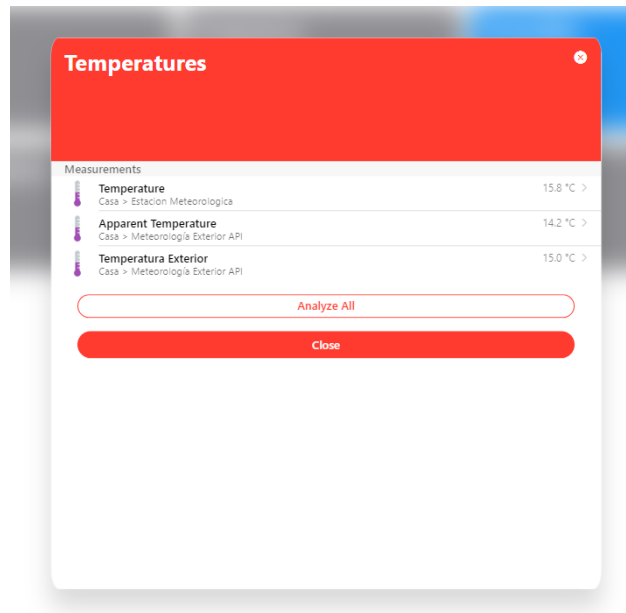 Temperatures
Measurements
Temperature
15.8 °C
Casa > Estacion Meteorologica
Apparent Temperature
14.2 °C
Casa > Meteorología Exterior API
Temperatura Exterior
15.0 °C
Casa > Meteorología Exterior API
Analyze All
Close